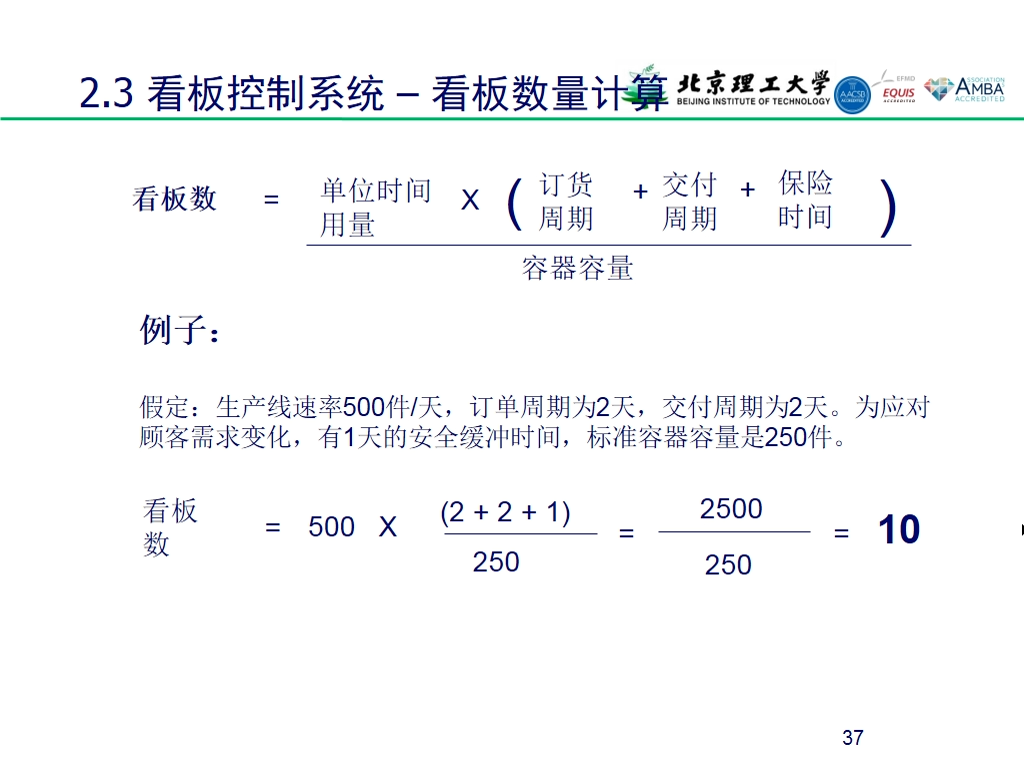 2.3 看板控制系统 – 看板数量计算
北京理工大学
BEIJING INSTITUTE OF TECHNOLOGY
AACSB
ACCREDITED
EFMD
EQUIS
ACCREDITED
ASSOCIATION
AMBA
ACCREDITED
看板数 = 单位时间用量 X ( 订货周期 + 交付周期 + 保险时间 )
容器容量
例子：
假定：生产线速率500件/天，订单周期为2天，交付周期为2天。为应对
顾客需求变化，有1天的安全缓冲时间，标准容器容量是250件。
看板数 = 500 X (2 + 2 + 1) = 2500 = 10
250 250
37